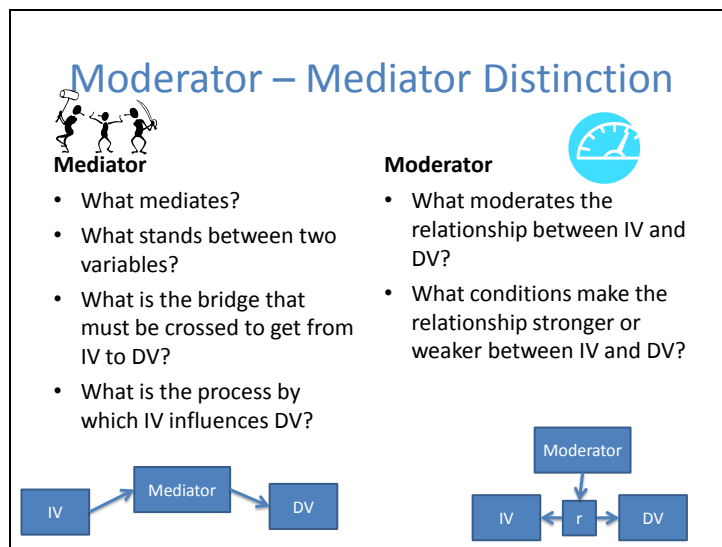 Moderator – Mediator Distinction
Mediator
• What mediates?
• What stands between two
variables?
• What is the bridge that
must be crossed to get from
IV to DV?
• What is the process by
which IV influences DV?
Moderator
• What moderates the
relationship between IV and
DV?
• What conditions make the
relationship stronger or
weaker between IV and DV?
IV
Mediator
DV
Moderator
IV
r
DV